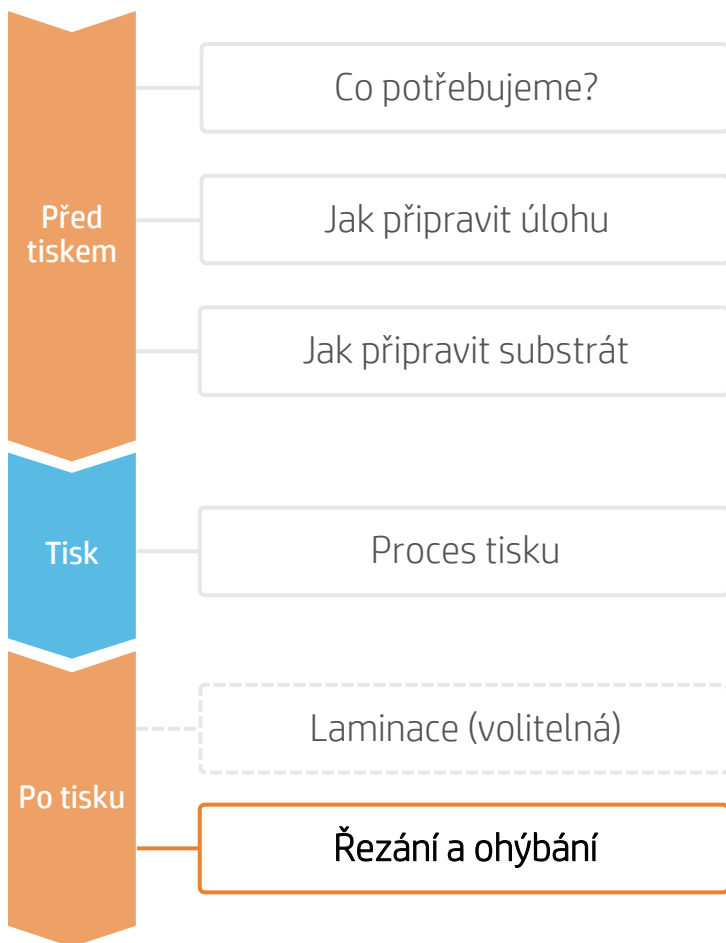 Co potřebujeme?
Před
tiskem
Jak připravit úlohu
Jak připravit substrát
Tisk
Proces tisku
Laminace (volitelná)
Po tisku
Řezání a ohýbání